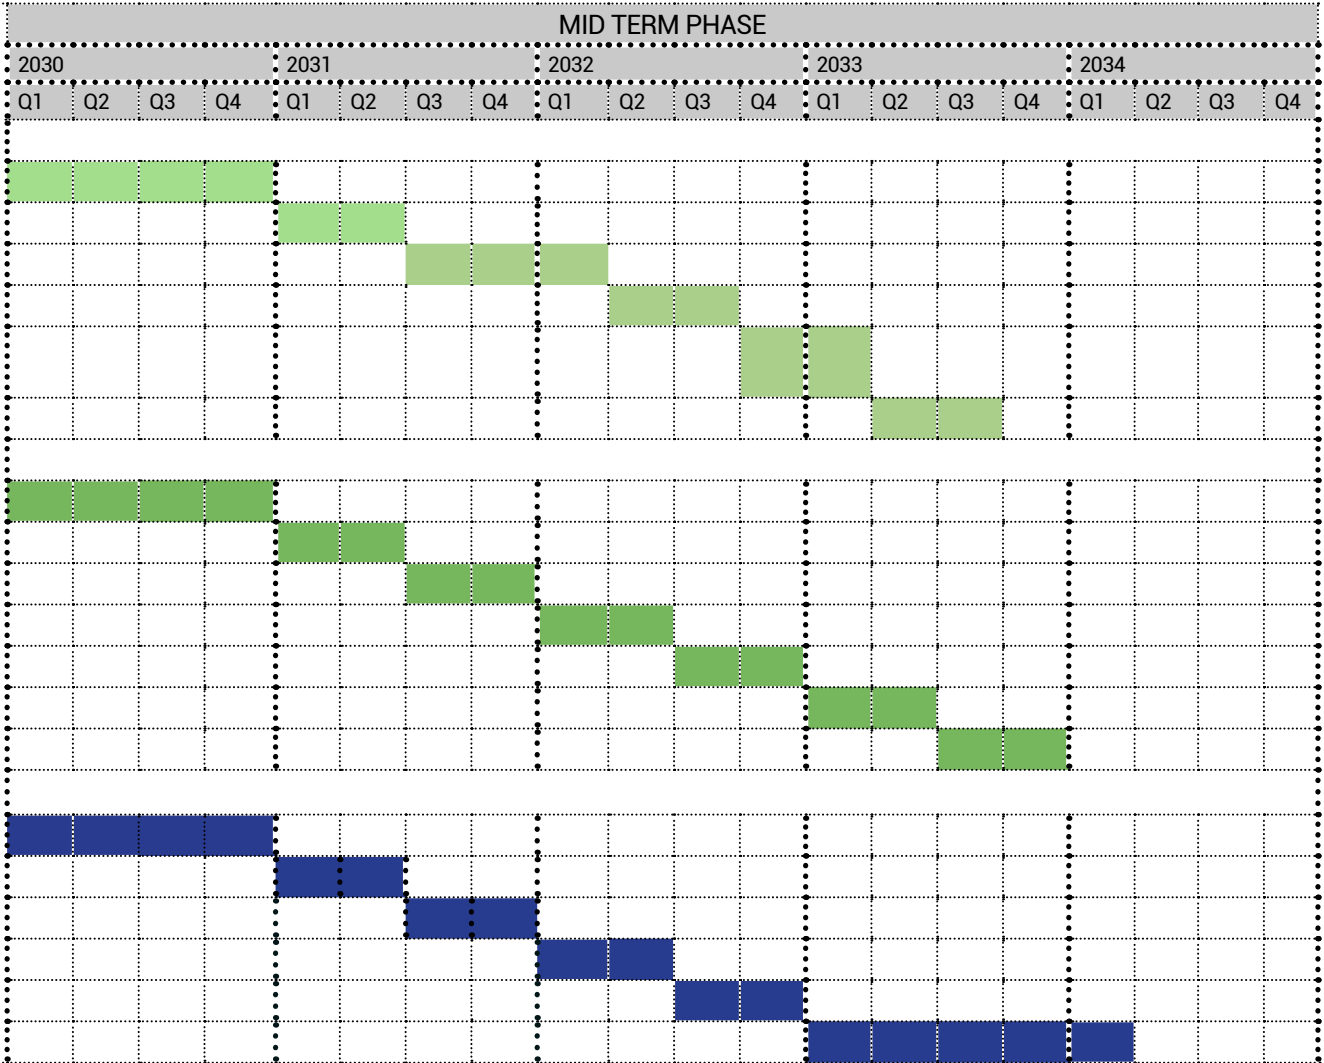 MID TERM PHASE
2030 2031 2032 2033 2034
Q1 Q2 Q3 Q4 Q1 Q2 Q3 Q4 Q1 Q2 Q3 Q4 Q1 Q2 Q3 Q4 Q1 Q2 Q3 Q4